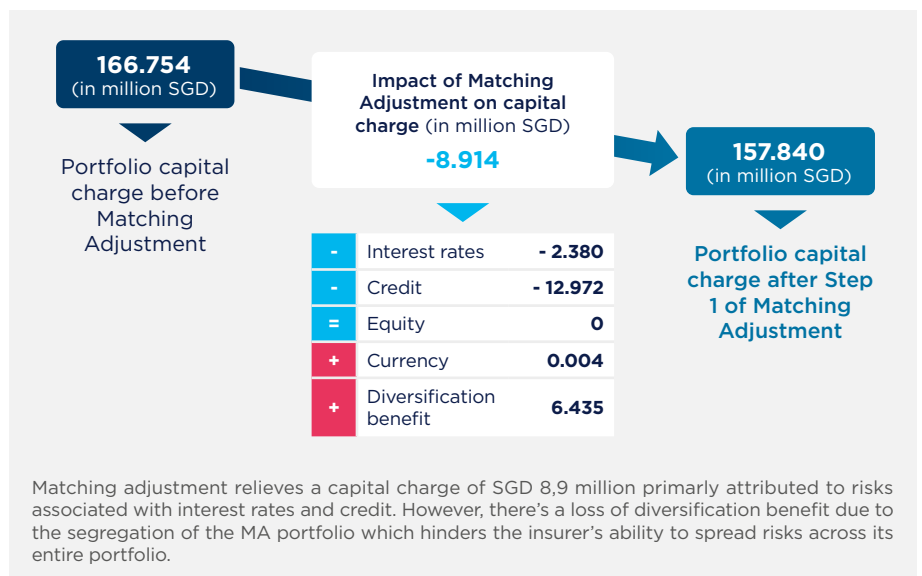 166.754
(in million SGD)
Portfolio capital
charge before
Matching
Adjustment
Impact of Matching
Adjustment on capital
charge (in million SGD)
-8.914
- Interest rates - 2.380
- Credit - 12.972
= Equity 0
+ Currency 0.004
+ Diversification
benefit 6.435
157.840
(in million SGD)
Portfolio capital
charge after Step
1 of Matching
Adjustment
Matching adjustment relieves a capital charge of SGD 8,9 million primarily attributed to risks
associated with interest rates and credit. However, there's a loss of diversification benefit due to
the segregation of the MA portfolio which hinders the insurer's ability to spread risks across its
entire portfolio.